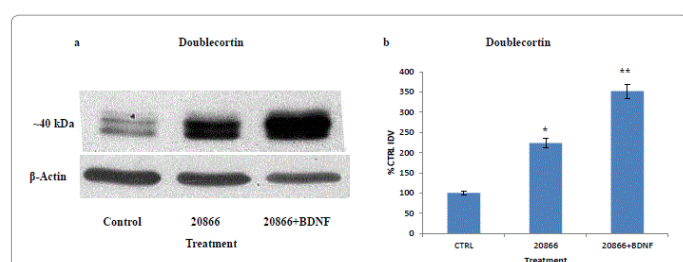 a
Doublecortin
~40 kDa
β-Actin
Control 20866 20866+BDNF
Treatment
b
Doublecortin
% CTRL IDV
400
350
300
250
200
150
100
50
0
*
**
CTRL 20866 20866+BDNF
Treatment